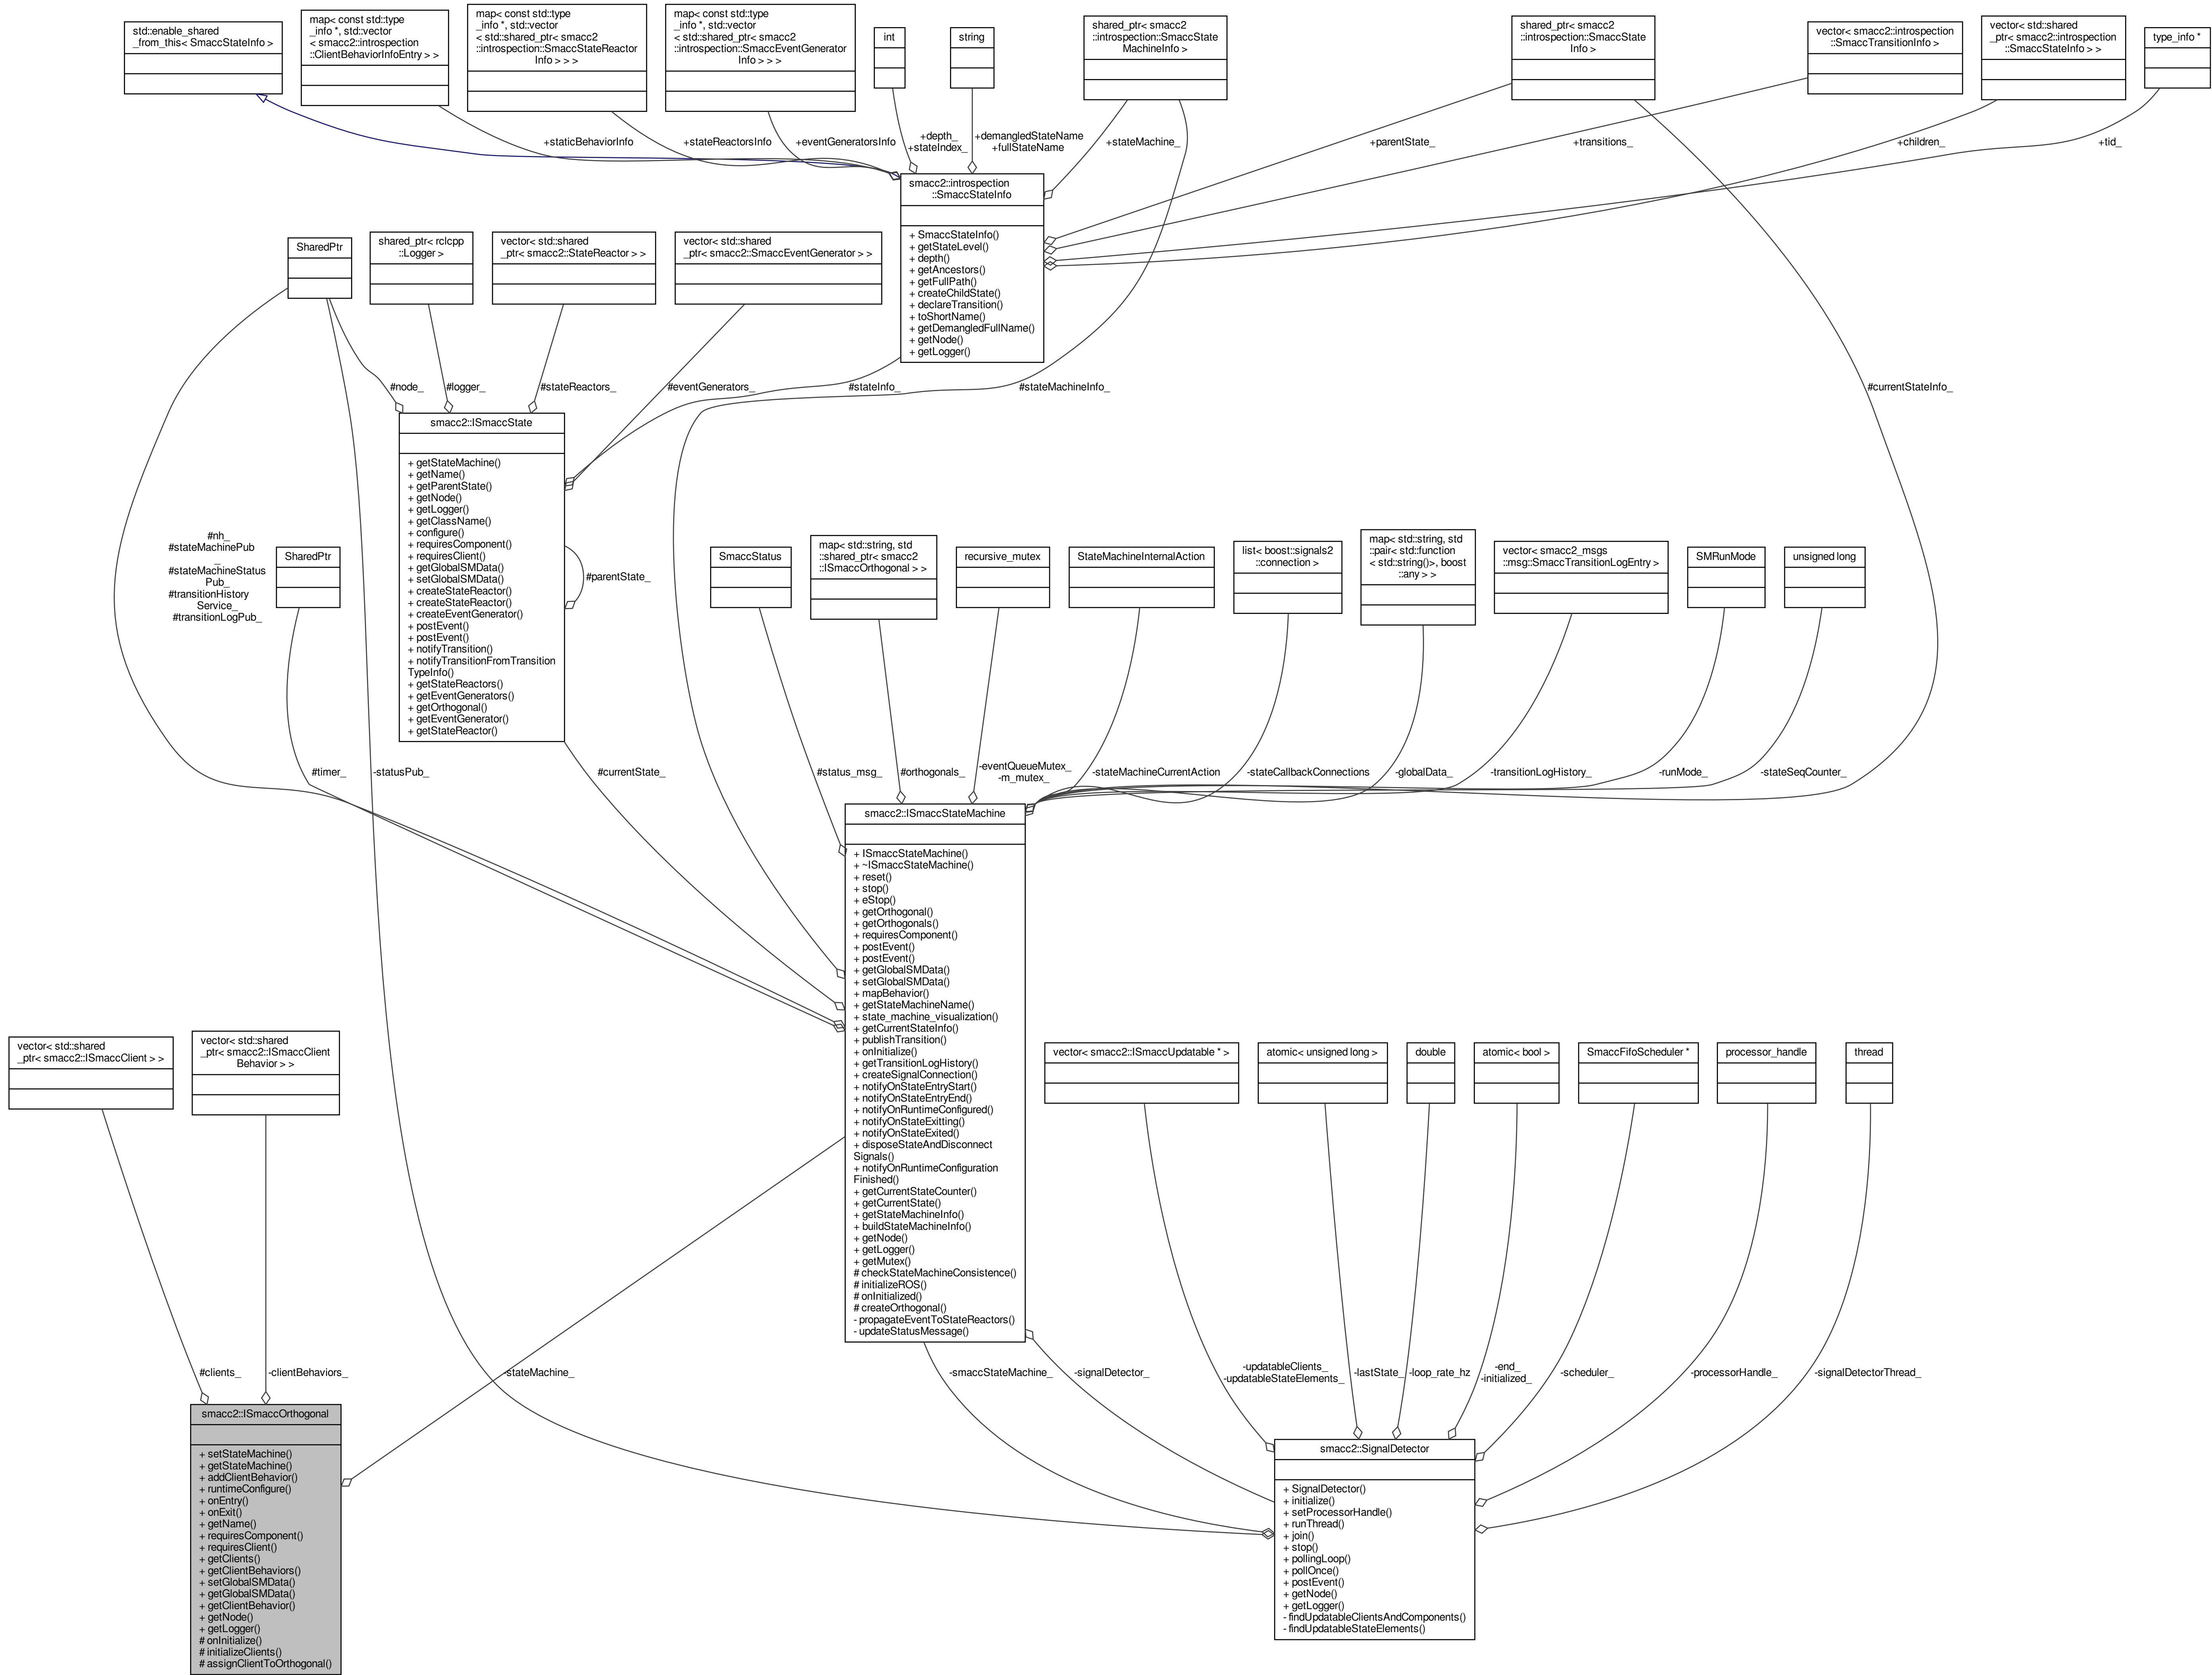 std::enable_shared
_from_this< SmaccStateInfo >
map< const std::type
_info *, std::vector
< smacc2::introspection
::ClientBehaviorInfoEntry > >
map< const std::type
_info *, std::vector
< std::shared_ptr< smacc2
::introspection::SmaccStateReactor
Info > > >
map< const std::type
_info *, std::vector
< std::shared_ptr< smacc2
::introspection::SmaccEventGenerator
Info > > >
int
string
shared_ptr< smacc2
::introspection::SmaccState
MachineInfo >
shared_ptr< smacc2
::introspection::SmaccState
Info >
vector< smacc2::introspection
::SmaccTransitionInfo >
vector< std::shared
_ptr< smacc2::introspection
::SmaccStateInfo > >
type_info *
+staticBehaviorInfo
+stateReactorsInfo
+eventGeneratorsInfo
+depth_
+stateIndex_
+demangledStateName
+fullStateName
+stateMachine_
+parentState_
+transitions_
+children_
+tid_
smacc2::introspection
::SmaccStateInfo
+ SmaccStateInfo()
+ getStateLevel()
+ depth()
+ getAncestors()
+ getFullPath()
+ createChildState()
+ declareTransition()
+ toShortName()
+ getDemangledFullName()
+ getNode()
+ getLogger()
SharedPtr
shared_ptr< rclcpp
::Logger >
vector< std::shared
_ptr< smacc2::StateReactor > >
vector< std::shared
_ptr< smacc2::SmaccEventGenerator > >
#node_
#logger_
#stateReactors_
#eventGenerators_
#stateInfo_
#stateMachineInfo_
#currentStateInfo_
smacc2::ISmaccState
+ getStateMachine()
+ getName()
+ getParentState()
+ getNode()
+ getLogger()
+ getClassName()
+ configure()
+ requiresComponent()
+ requiresClient()
+ getGlobalSMData()
+ setGlobalSMData()
+ createStateReactor()
+ createStateReactor()
+ createEventGenerator()
+ postEvent()
+ postEvent()
+ notifyTransition()
+ notifyTransitionFromTransition
TypeInfo()
+ getStateReactors()
+ getEventGenerators()
+ getOrthogonal()
+ getEventGenerator()
+ getStateReactor()
#parentState_
#nh_
#stateMachinePub
_
#stateMachineStatus
Pub_
#transitionHistory
Service_
#transitionLogPub_
SharedPtr
SmaccStatus
map< std::string, std
::shared_ptr< smacc2
::ISmaccOrthogonal > >
recursive_mutex
StateMachineInternalAction
list< boost::signals2
::connection >
map< std::string, std
::pair< std::function
< std::string()>, boost
::any > >
vector< smacc2_msgs
::msg::SmaccTransitionLogEntry >
SMRunMode
unsigned long
#timer_
-statusPub_
#currentState_
#status_msg_
#orthogonals_
-eventQueueMutex_
-m_mutex_
-stateMachineCurrentAction
-stateCallbackConnections
-globalData_
-transitionLogHistory_
-runMode_
-stateSeqCounter_
smacc2::ISmaccStateMachine
+ ISmaccStateMachine()
+ ~ISmaccStateMachine()
+ reset()
+ stop()
+ eStop()
+ getOrthogonal()
+ getOrthogonals()
+ requiresComponent()
+ postEvent()
+ postEvent()
+ getGlobalSMData()
+ setGlobalSMData()
+ mapBehavior()
+ getStateMachineName()
+ state_machine_visualization()
+ getCurrentStateInfo()
+ publishTransition()
+ onInitialize()
+ getTransitionLogHistory()
+ createSignalConnection()
+ notifyOnStateEntryStart()
+ notifyOnStateEntryEnd()
+ notifyOnRuntimeConfigured()
+ notifyOnStateExitting()
+ notifyOnStateExited()
+ disposeStateAndDisconnect
Signals()
+ notifyOnRuntimeConfiguration
Finished()
+ getCurrentStateCounter()
+ getCurrentState()
+ getStateMachineInfo()
+ buildStateMachineInfo()
+ getNode()
+ getLogger()
+ getMutex()
# checkStateMachineConsistence()
# initializeROS()
# onInitialized()
# createOrthogonal()
- propagateEventToStateReactors()
- updateStatusMessage()
vector< std::shared
_ptr< smacc2::ISmaccClient > >
vector< std::shared
_ptr< smacc2::ISmaccClient
Behavior > >
vector< smacc2::ISmaccUpdatable * >
atomic< unsigned long >
double
atomic< bool >
SmaccFifoScheduler *
processor_handle
thread
#clients_
-clientBehaviors_
-stateMachine_
-smaccStateMachine_
-signalDetector_
-updatableClients_
-updatableStateElements_
-lastState_
-loop_rate_hz
-end_
-initialized_
-scheduler_
-processorHandle_
-signalDetectorThread_
smacc2::ISmaccOrthogonal
+ setStateMachine()
+ getStateMachine()
+ addClientBehavior()
+ runtimeConfigure()
+ onEntry()
+ onExit()
+ getName()
+ requiresComponent()
+ requiresClient()
+ getClients()
+ getClientBehaviors()
+ setGlobalSMData()
+ getGlobalSMData()
+ getClientBehavior()
+ getNode()
+ getLogger()
# onInitialize()
# initializeClients()
# assignClientToOrthogonal()
smacc2::SignalDetector
+ SignalDetector()
+ initialize()
+ setProcessorHandle()
+ runThread()
+ join()
+ stop()
+ pollingLoop()
+ pollOnce()
+ postEvent()
+ getNode()
+ getLogger()
- findUpdatableClientsAndComponents()
- findUpdatableStateElements()